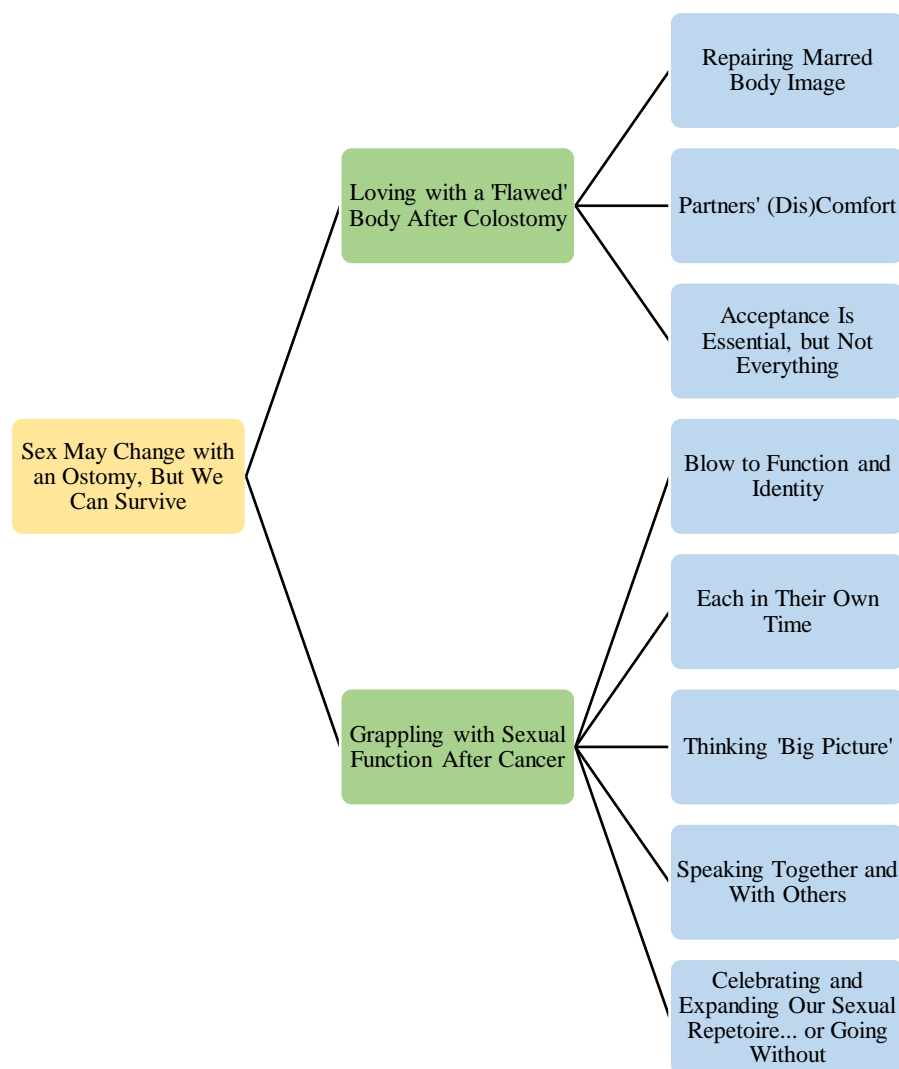 Sex May Change with
an Ostomy, But We
Can Survive
Loving with a 'Flawed'
Body After Colostomy
Repairing Marred
Body Image
Partners' (Dis)Comfort
Acceptance Is
Essential, but Not
Everything
Grappling with Sexual
Function After Cancer
Blow to Function and
Identity
Each in Their Own
Time
Thinking 'Big Picture'
Speaking Together and
With Others
Celebrating and
Expanding Our Sexual
Repetoire... or Going
Without